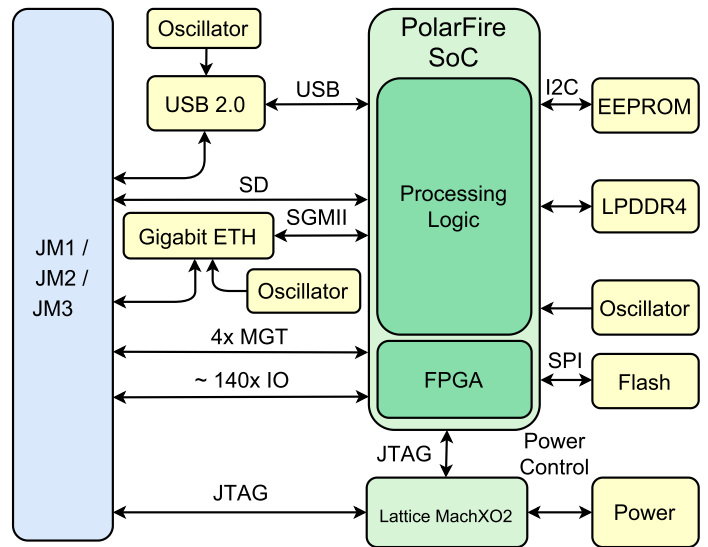 Oscillator
PolarFire
SoC
USB 2.0
USB
I2C
EEPROM
SD
Processing
Logic
LPDDR4
SGMII
Gigabit ETH
JM1 /
JM2 /
JM3
Oscillator
Oscillator
4x MGT
SPI
~ 140x IO
FPGA
Flash
JTAG
Power
Control
JTAG
Lattice MachXO2
Power